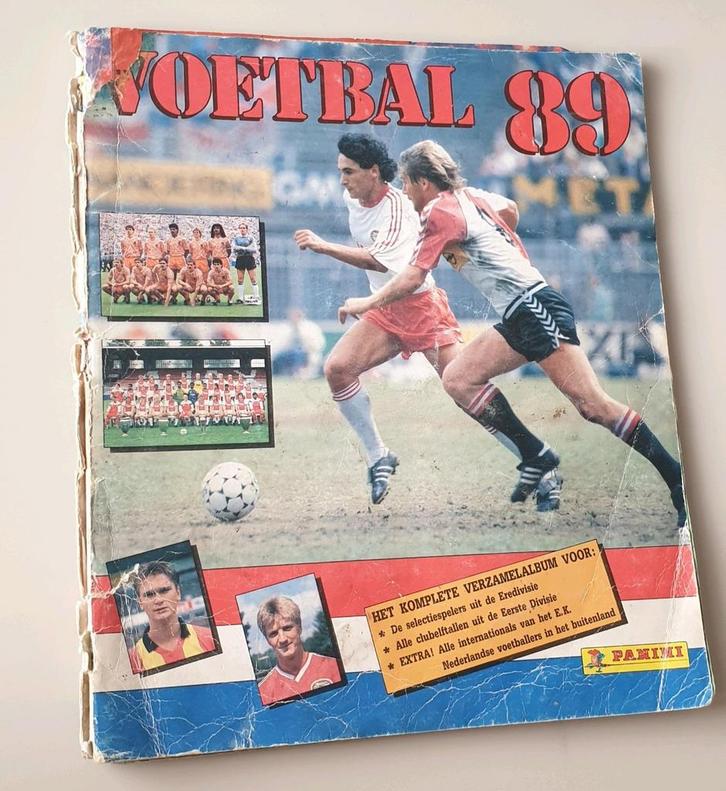 VOETBAL 89
HET KOMPLETE VERZAMELALBUM VOOR:
* De selectiespelers uit de Eredivisie
* Alle clubelftallen uit de Eerste Divisie
* EXTRA! Alle internationals van het E.K.
Nederlandse voetballers in het buitenland
PANINI